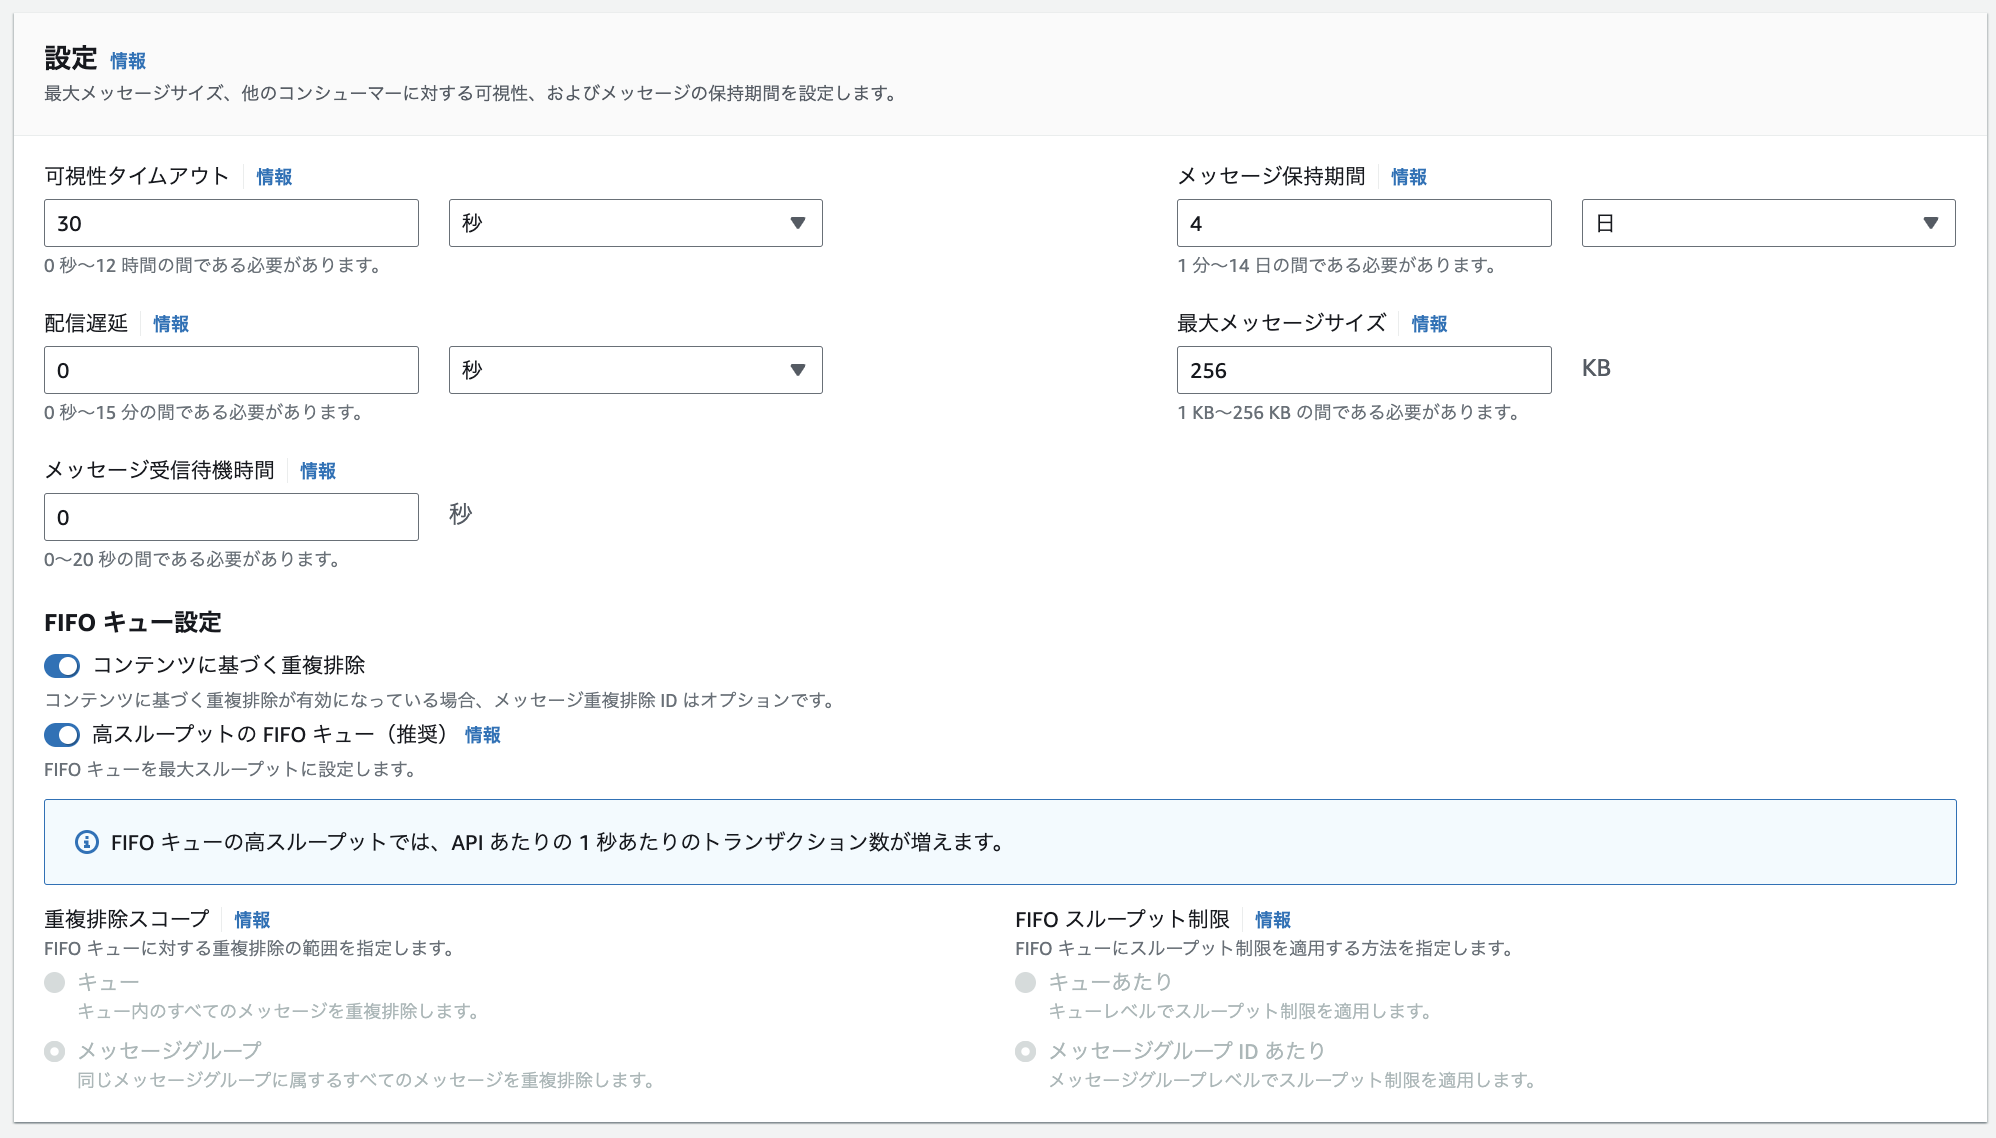 設定 情報
最大メッセージサイズ、他のコンシューマーに対する可視性、およびメッセージの保持期間を設定します。
可視性タイムアウト 情報
30 秒
0 秒～12 時間の間である必要があります。
メッセージ保持期間 情報
4 日
1 分～14 日の間である必要があります。
配信遅延 情報
0 秒
0 秒～15 分の間である必要があります。
最大メッセージサイズ 情報
256 KB
1 KB～256 KB の間である必要があります。
メッセージ受信待機時間 情報
0 秒
0～20 秒の間である必要があります。
FIFO キュー設定
コンテンツに基づく重複排除
コンテンツに基づく重複排除が有効になっている場合、メッセージ重複排除 ID はオプションです。
高スループットの FIFO キュー（推奨） 情報
FIFO キューを最大スループットに設定します。
FIFO キューの高スループットでは、API あたりの 1 秒あたりのトランザクション数が増えます。
重複排除スコープ 情報
FIFO キューに対する重複排除の範囲を指定します。
キュー
キュー内のすべてのメッセージを重複排除します。
メッセージグループ
同じメッセージグループに属するすべてのメッセージを重複排除します。
FIFO スループット制限 情報
FIFO キューにスループット制限を適用する方法を指定します。
キューあたり
キューレベルでスループット制限を適用します。
メッセージグループ ID あたり
メッセージグループレベルでスループット制限を適用します。